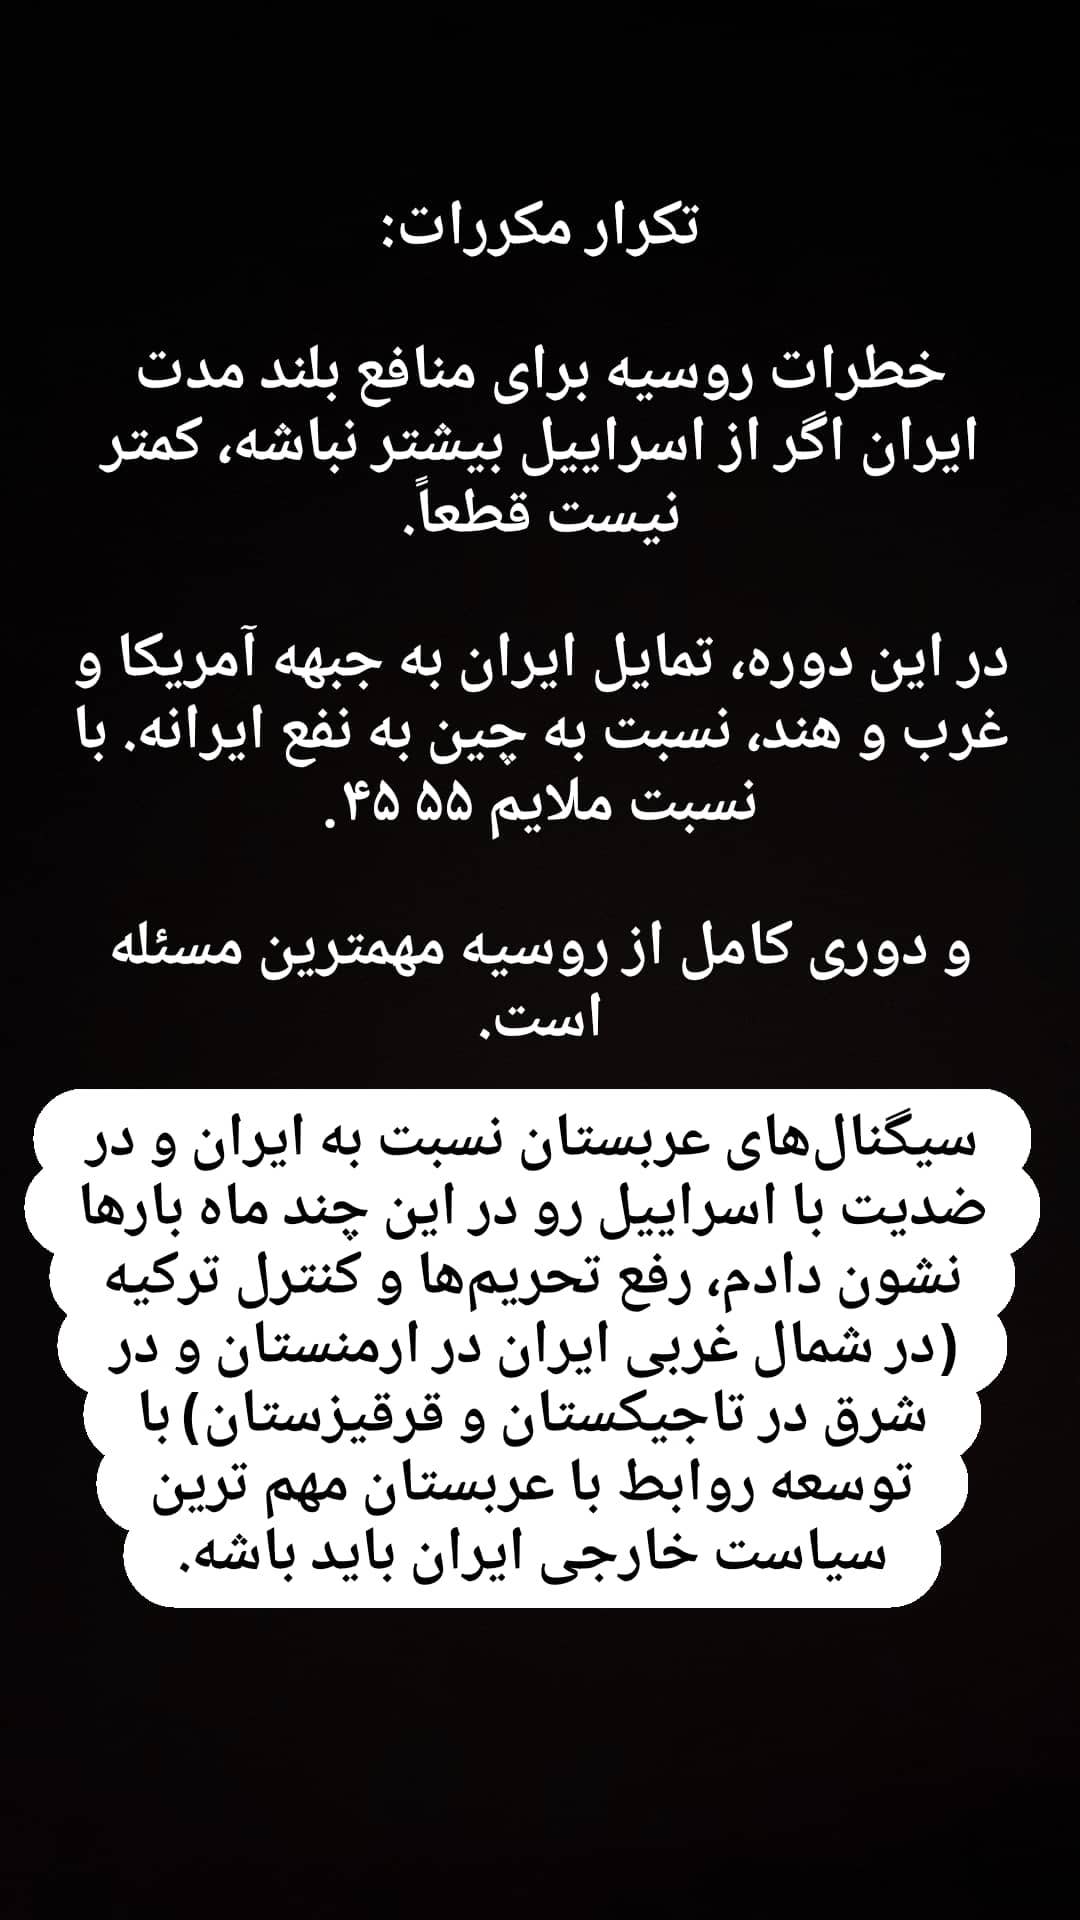 تکرار مکررات:
خطرات روسیه برای منافع بلند مدت
ایران اگر از اسراییل بیشتر نباشه، کمتر
نیست قطعاً.
در این دوره، تمایل ایران به جبهه آمریکا و
غرب و هند، نسبت به چین به نفع ایرانه. با
نسبت ملایم ۵۵ ۴۵.
و دوری کامل از روسیه مهمترین مسئله
است.
سیگنال‌های عربستان نسبت به ایران و در
ضدیت با اسراییل رو در این چند ماه بارها
نشون دادم، رفع تحریم‌ها و کنترل ترکیه
(در شمال غربی ایران در ارمنستان و در
شرق در تاجیکستان و قرقیزستان) با
توسعه روابط با عربستان مهم ترین
سیاست خارجی ایران باید باشه.